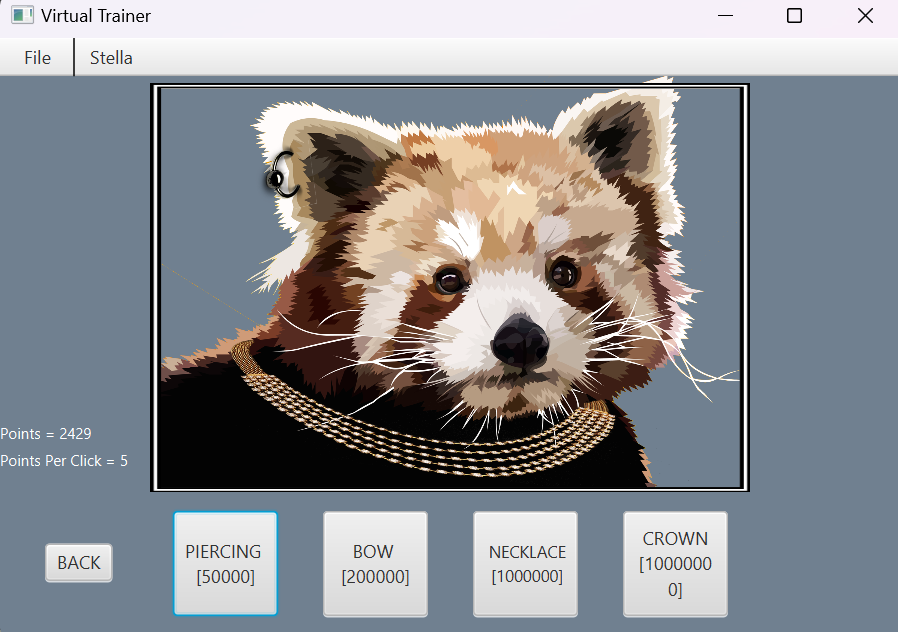 Virtual Trainer
File
Stella
Points = 2429
Points Per Click = 5
BACK
PIERCING
[50000]
BOW
[200000]
NECKLACE
[1000000]
CROWN
[1000000
0]